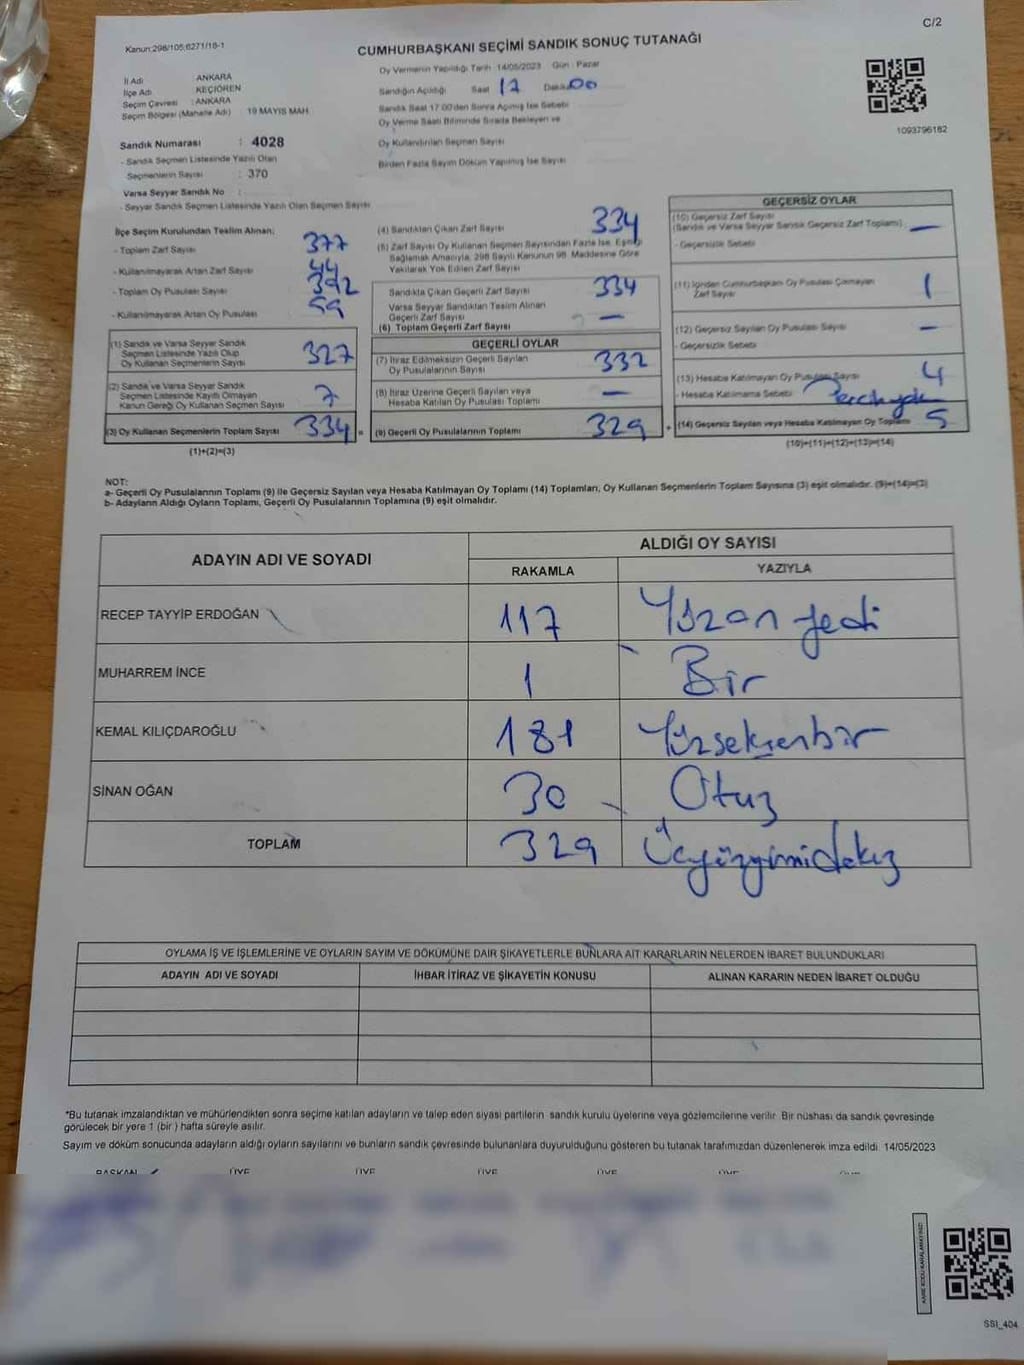 C/2
Kanun:298/105;6271/18-1
CUMHURBAŞKANI SEÇİMİ SANDIK SONUÇ TUTANAĞI
Oy Vermenin Yapıldığı Tarih 14/05/2023 Gün : Pazar
İl Adı ANKARA
İlçe Adı KEÇİÖREN
Seçim Çevresi : ANKARA
Seçim Bölgesi (Mahalle Adı) 19 MAYIS MAH.
Sandığın Açıldığı Saat 17 Dakika 00
Sandık Saat 17.00'den Sonra Açılmış İse Sebebi
Oy Verme Saati Bitiminde Sırada Bekleyen ve
Oy Kullandırılan Seçmen Sayısı
Birden Fazla Sayım Döküm Yapılmış İse Sayısı
1093796182
Sandık Numarası : 4028
- Sandık Seçmen Listesinde Yazılı Olan
Seçmenlerin Sayısı : 370
Varsa Seyyar Sandık No :
- Seyyar Sandık Seçmen Listesinde Yazılı Olan Seçmen Sayısı
İlçe Seçim Kurulundan Teslim Alınan;
- Toplam Zarf Sayısı 377
- Kullanılmayarak Artan Zarf Sayısı 44
- Toplam Oy Pusulası Sayısı
- Kullanılmayarak Artan Oy Pusulası
(1) Sandık ve Varsa Seyyar Sandık
Seçmen Listesinde Yazılı Olup
Oy Kullanan Seçmenlerin Sayısı 327
(2) Sandık ve Varsa Seyyar Sandık
Seçmen Listesinde Kayıtlı Olmayan
Kanun Gereği Oy Kullanan Seçmen Sayısı 7
(3) Oy Kullanan Seçmenlerin Toplam Sayısı 334 =
(1)+(2)=(3)
(4) Sandıktan Çıkan Zarf Sayısı 334
(5) Zarf Sayısı Oy Kullanan Seçmen Sayısından Fazla İse, Eşitliği
Sağlamak Amacıyla, 298 Sayılı Kanunun 98. Maddesine Göre
Yakılarak Yok Edilen Zarf Sayısı
Sandıkta Çıkan Geçerli Zarf Sayısı 334
Varsa Seyyar Sandıktan Teslim Alınan
Geçerli Zarf Sayısı —
(6) Toplam Geçerli Zarf Sayısı
GEÇERLİ OYLAR
(7) İtiraz Edilmeksizin Geçerli Sayılan
Oy Pusulalarının Sayısı 332
(8) İtiraz Üzerine Geçerli Sayılan veya
Hesaba Katılan Oy Pusulası Toplamı —
(9) Geçerli Oy Pusulalarının Toplamı 329 +
GEÇERSİZ OYLAR
(10) Geçersiz Zarf Sayısı
(Sandık ve Varsa Seyyar Sandık Geçersiz Zarf Toplamı) —
- Geçersizlik Sebebi
(11) İçinden Cumhurbaşkanı Oy Pusulası Çıkmayan
Zarf Sayısı 1
(12) Geçersiz Sayılan Oy Pusulası Sayısı —
- Geçersizlik Sebebi
(13) Hesaba Katılmayan Oy Pusulası Sayısı 4
- Hesaba Katılmama Sebebi
(14) Geçersiz Sayılan veya Hesaba Katılmayan Oy Toplamı 5
(10)+(11)+(12)+(13)=(14)
NOT:
a- Geçerli Oy Pusulalarının Toplamı (9) ile Geçersiz Sayılan veya Hesaba Katılmayan Oy Toplamı (14) Toplamları, Oy Kullanan Seçmenlerin Toplam Sayısına (3) eşit olmalıdır. (9)+(14)=(3)
b- Adayların Aldığı Oyların Toplamı, Geçerli Oy Pusulalarının Toplamına (9) eşit olmalıdır.
ADAYIN ADI VE SOYADI ALDIĞI OY SAYISI
RAKAMLA YAZIYLA
RECEP TAYYİP ERDOĞAN 117 Yüzon yedi
MUHARREM İNCE 1 Bir
KEMAL KILIÇDAROĞLU 181 Yüzseksenbir
SİNAN OĞAN 30 Otuz
TOPLAM 329 Üçyüzyirmidokuz
OYLAMA İŞ VE İŞLEMLERİNE VE OYLARIN SAYIM VE DÖKÜMÜNE DAİR ŞİKAYETLERLE BUNLARA AİT KARARLARIN NELERDEN İBARET BULUNDUKLARI
ADAYIN ADI VE SOYADI İHBAR İTİRAZ VE ŞİKAYETİN KONUSU ALINAN KARARIN NEDEN İBARET OLDUĞU
*Bu tutanak imzalandıktan ve mühürlendikten sonra seçime katılan adayların ve talep eden siyasi partilerin sandık kurulu üyelerine veya gözlemcilerine verilir. Bir nüshası da sandık çevresinde
görülecek bir yere 1 (bir ) hafta süreyle asılır.
Sayım ve döküm sonucunda adayların aldığı oyların sayılarını ve bunların sandık çevresinde bulunanlara duyurulduğunu gösteren bu tutanak tarafımızdan düzenlenerek imza edildi. 14/05/2023
BAŞKAN ÜYE ÜYE ÜYE ÜYE ÜYE
SSİ_404